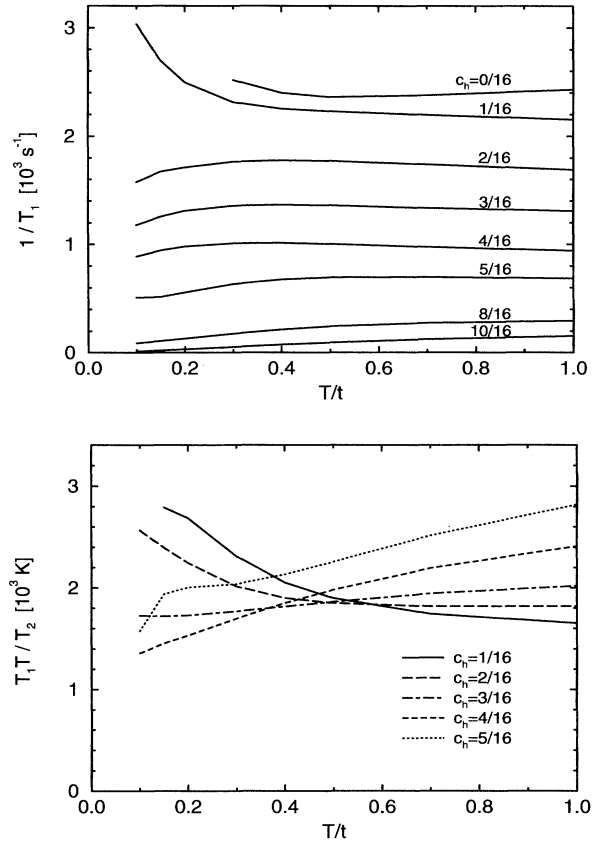 3
2
1
0
1 / T₁ [10³ s⁻¹]
cₕ=0/16
1/16
2/16
3/16
4/16
5/16
8/16
10/16
0.0 0.2 0.4 0.6 0.8 1.0
T/t
3
2
1
0
T₁T / T₂ [10³ K]
cₕ=1/16
cₕ=2/16
cₕ=3/16
cₕ=4/16
cₕ=5/16
0.0 0.2 0.4 0.6 0.8 1.0
T/t